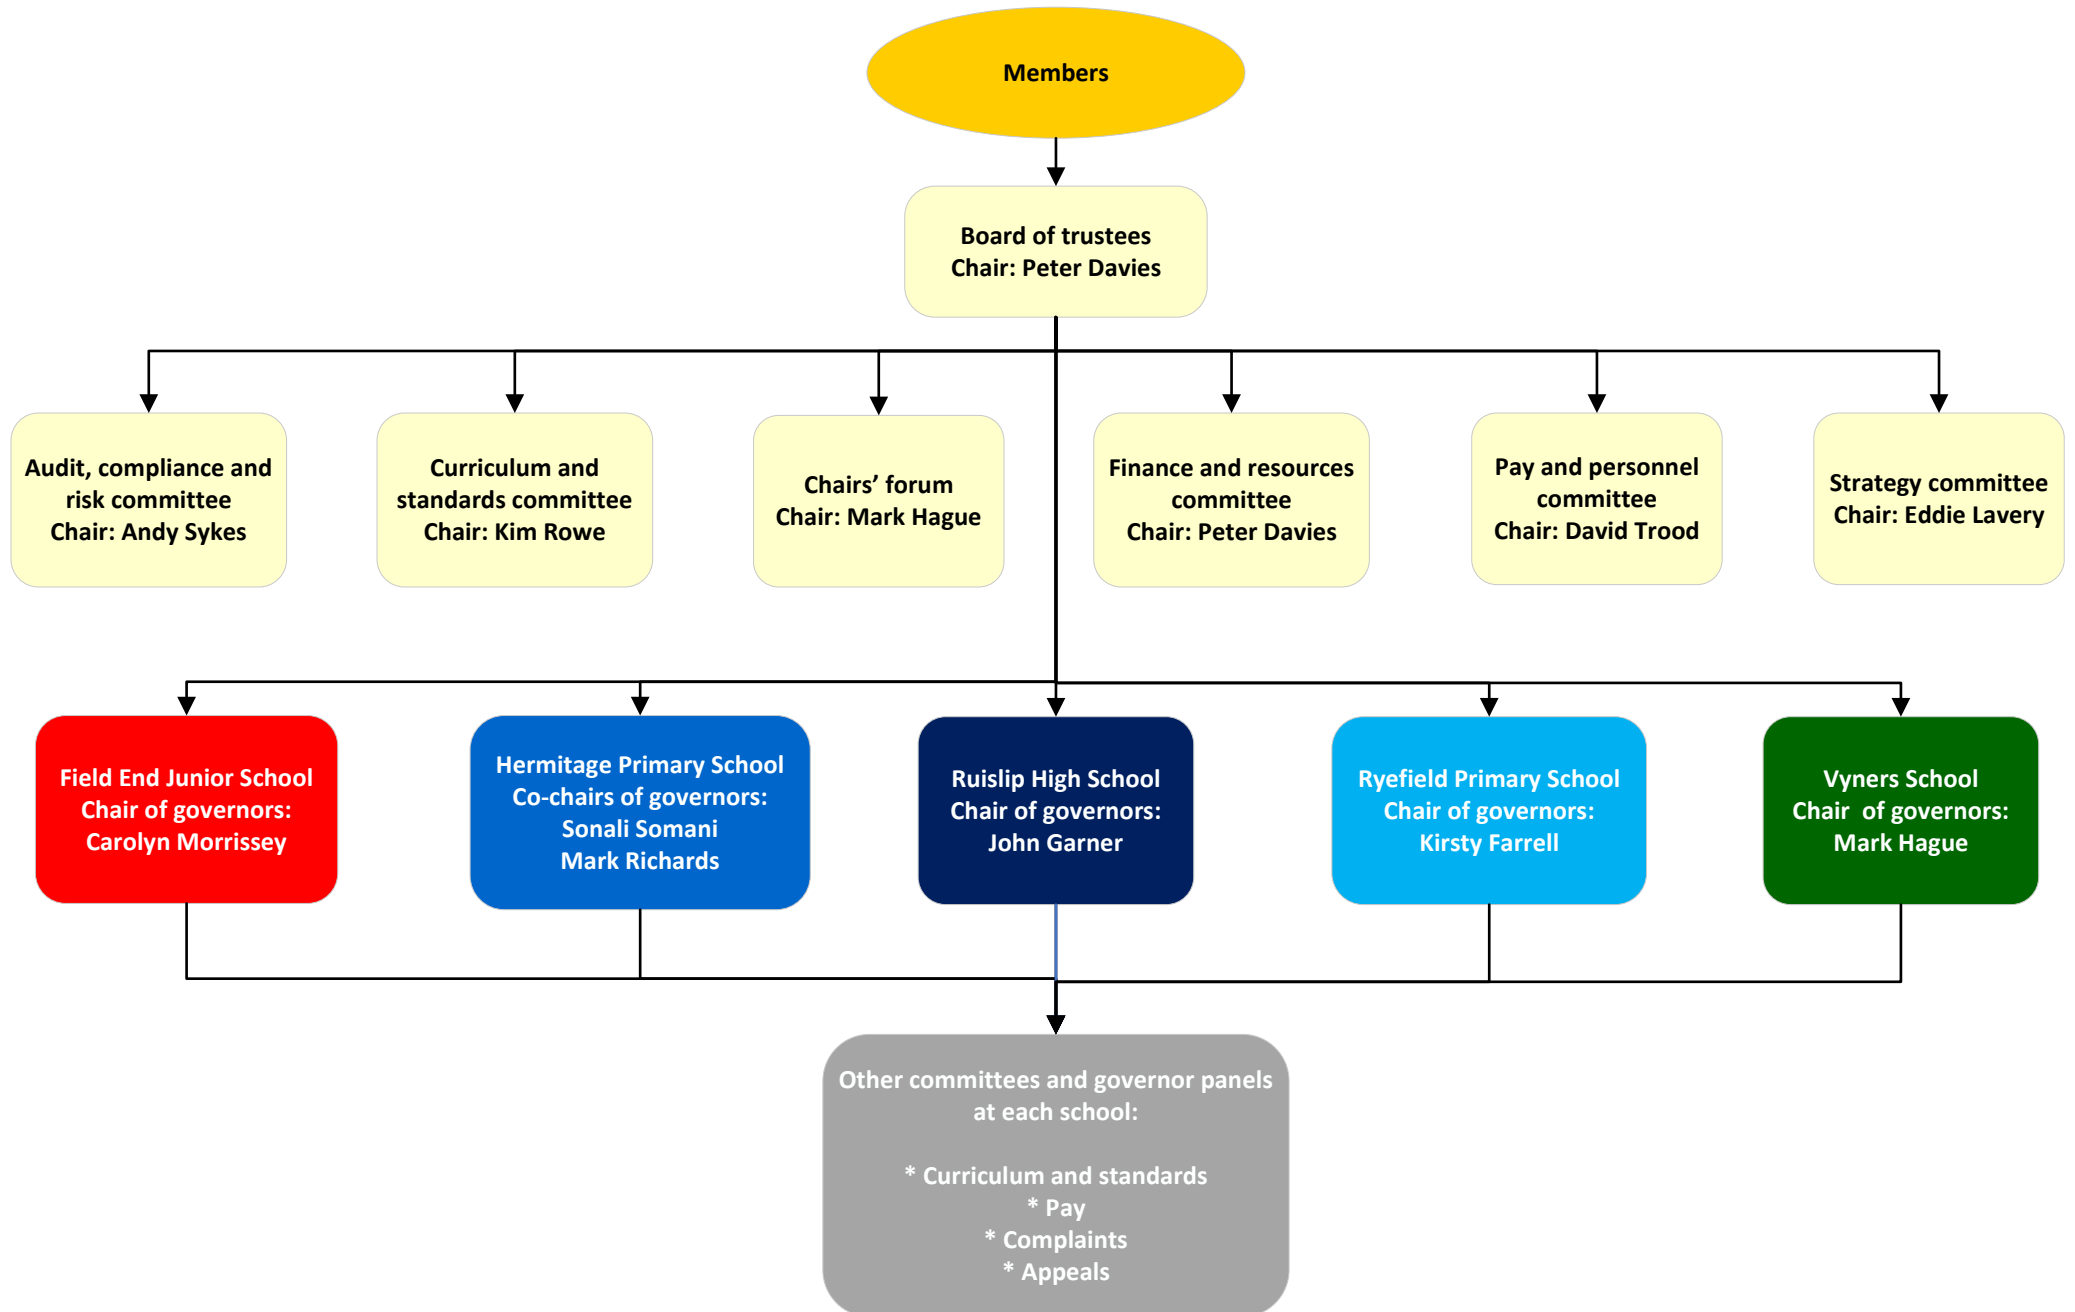 Members
Board of trustees
Chair: Peter Davies
Audit, compliance and
risk committee
Chair: Andy Sykes
Curriculum and
standards committee
Chair: Kim Rowe
Chairs’ forum
Chair: Mark Hague
Finance and resources
committee
Chair: Peter Davies
Pay and personnel
committee
Chair: David Trood
Strategy committee
Chair: Eddie Lavery
Field End Junior School
Chair of governors:
Carolyn Morrissey
Hermitage Primary School
Co-chairs of governors:
Sonali Somani
Mark Richards
Ruislip High School
Chair of governors:
John Garner
Ryefield Primary School
Chair of governors:
Kirsty Farrell
Vyners School
Chair  of governors:
Mark Hague
Other committees and governor panels
at each school:
* Curriculum and standards
* Pay
* Complaints
* Appeals